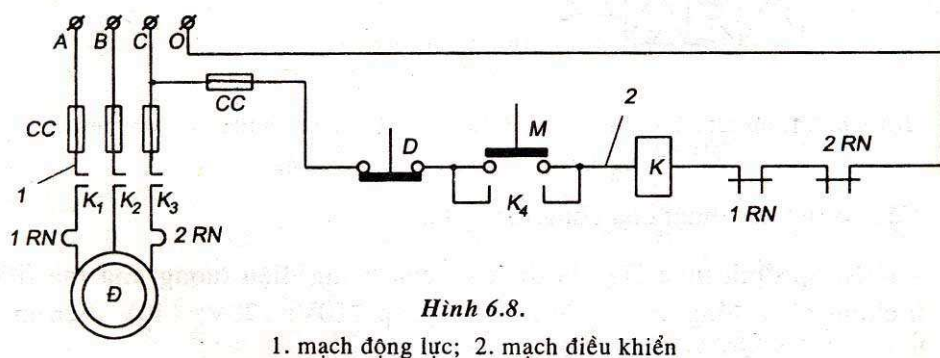 A B C O
CC
M
2
D
CC
2 RN
K
1
K₁ K₂ K₃
K₄
1 RN
1 RN 2 RN
Đ
Hình 6.8.
1. mạch động lực; 2. mạch điều khiển